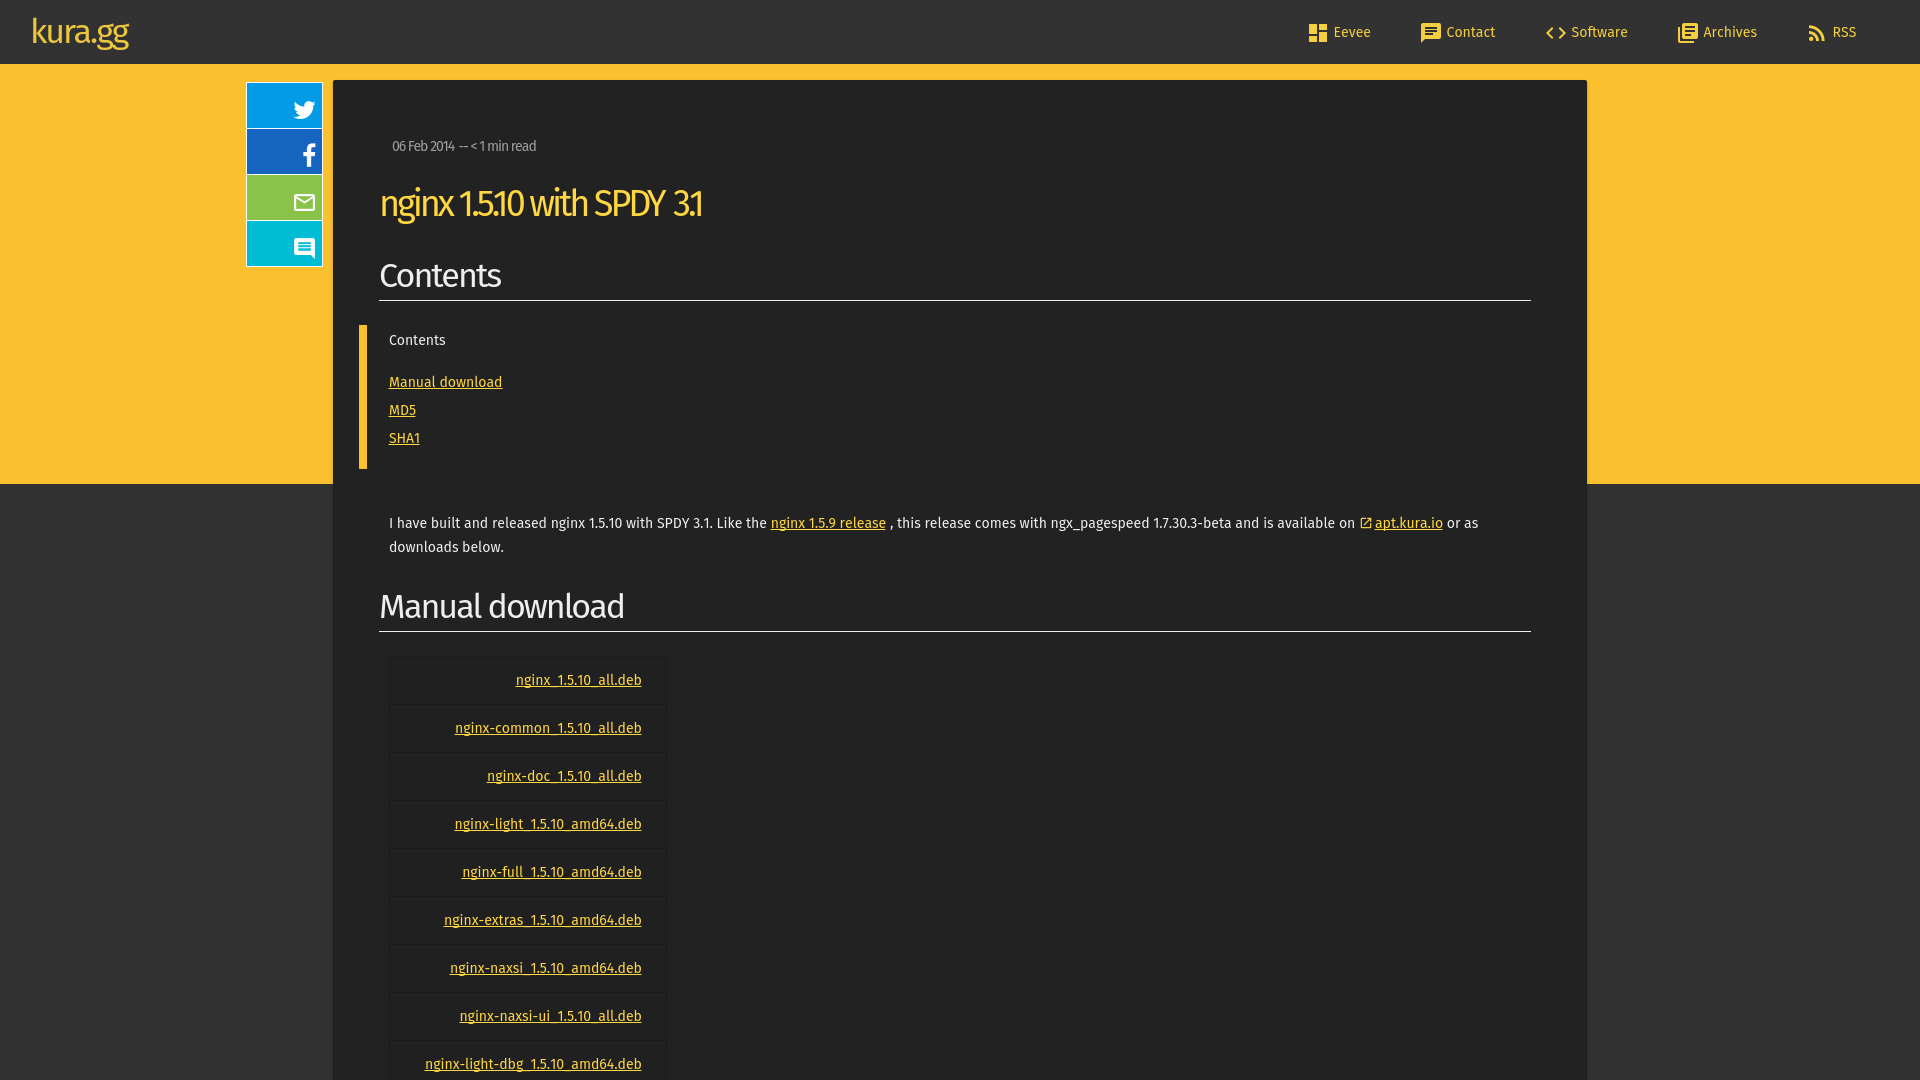 kura.gg
Eevee
Contact
Software
Archives
RSS
06 Feb 2014 -- < 1 min read
nginx 1.5.10 with SPDY 3.1
Contents
Contents
Manual download
MD5
SHA1
I have built and released nginx 1.5.10 with SPDY 3.1. Like the nginx 1.5.9 release , this release comes with ngx_pagespeed 1.7.30.3-beta and is available on apt.kura.io or as
downloads below.
Manual download
nginx_1.5.10_all.deb
nginx-common_1.5.10_all.deb
nginx-doc_1.5.10_all.deb
nginx-light_1.5.10_amd64.deb
nginx-full_1.5.10_amd64.deb
nginx-extras_1.5.10_amd64.deb
nginx-naxsi_1.5.10_amd64.deb
nginx-naxsi-ui_1.5.10_all.deb
nginx-light-dbg_1.5.10_amd64.deb